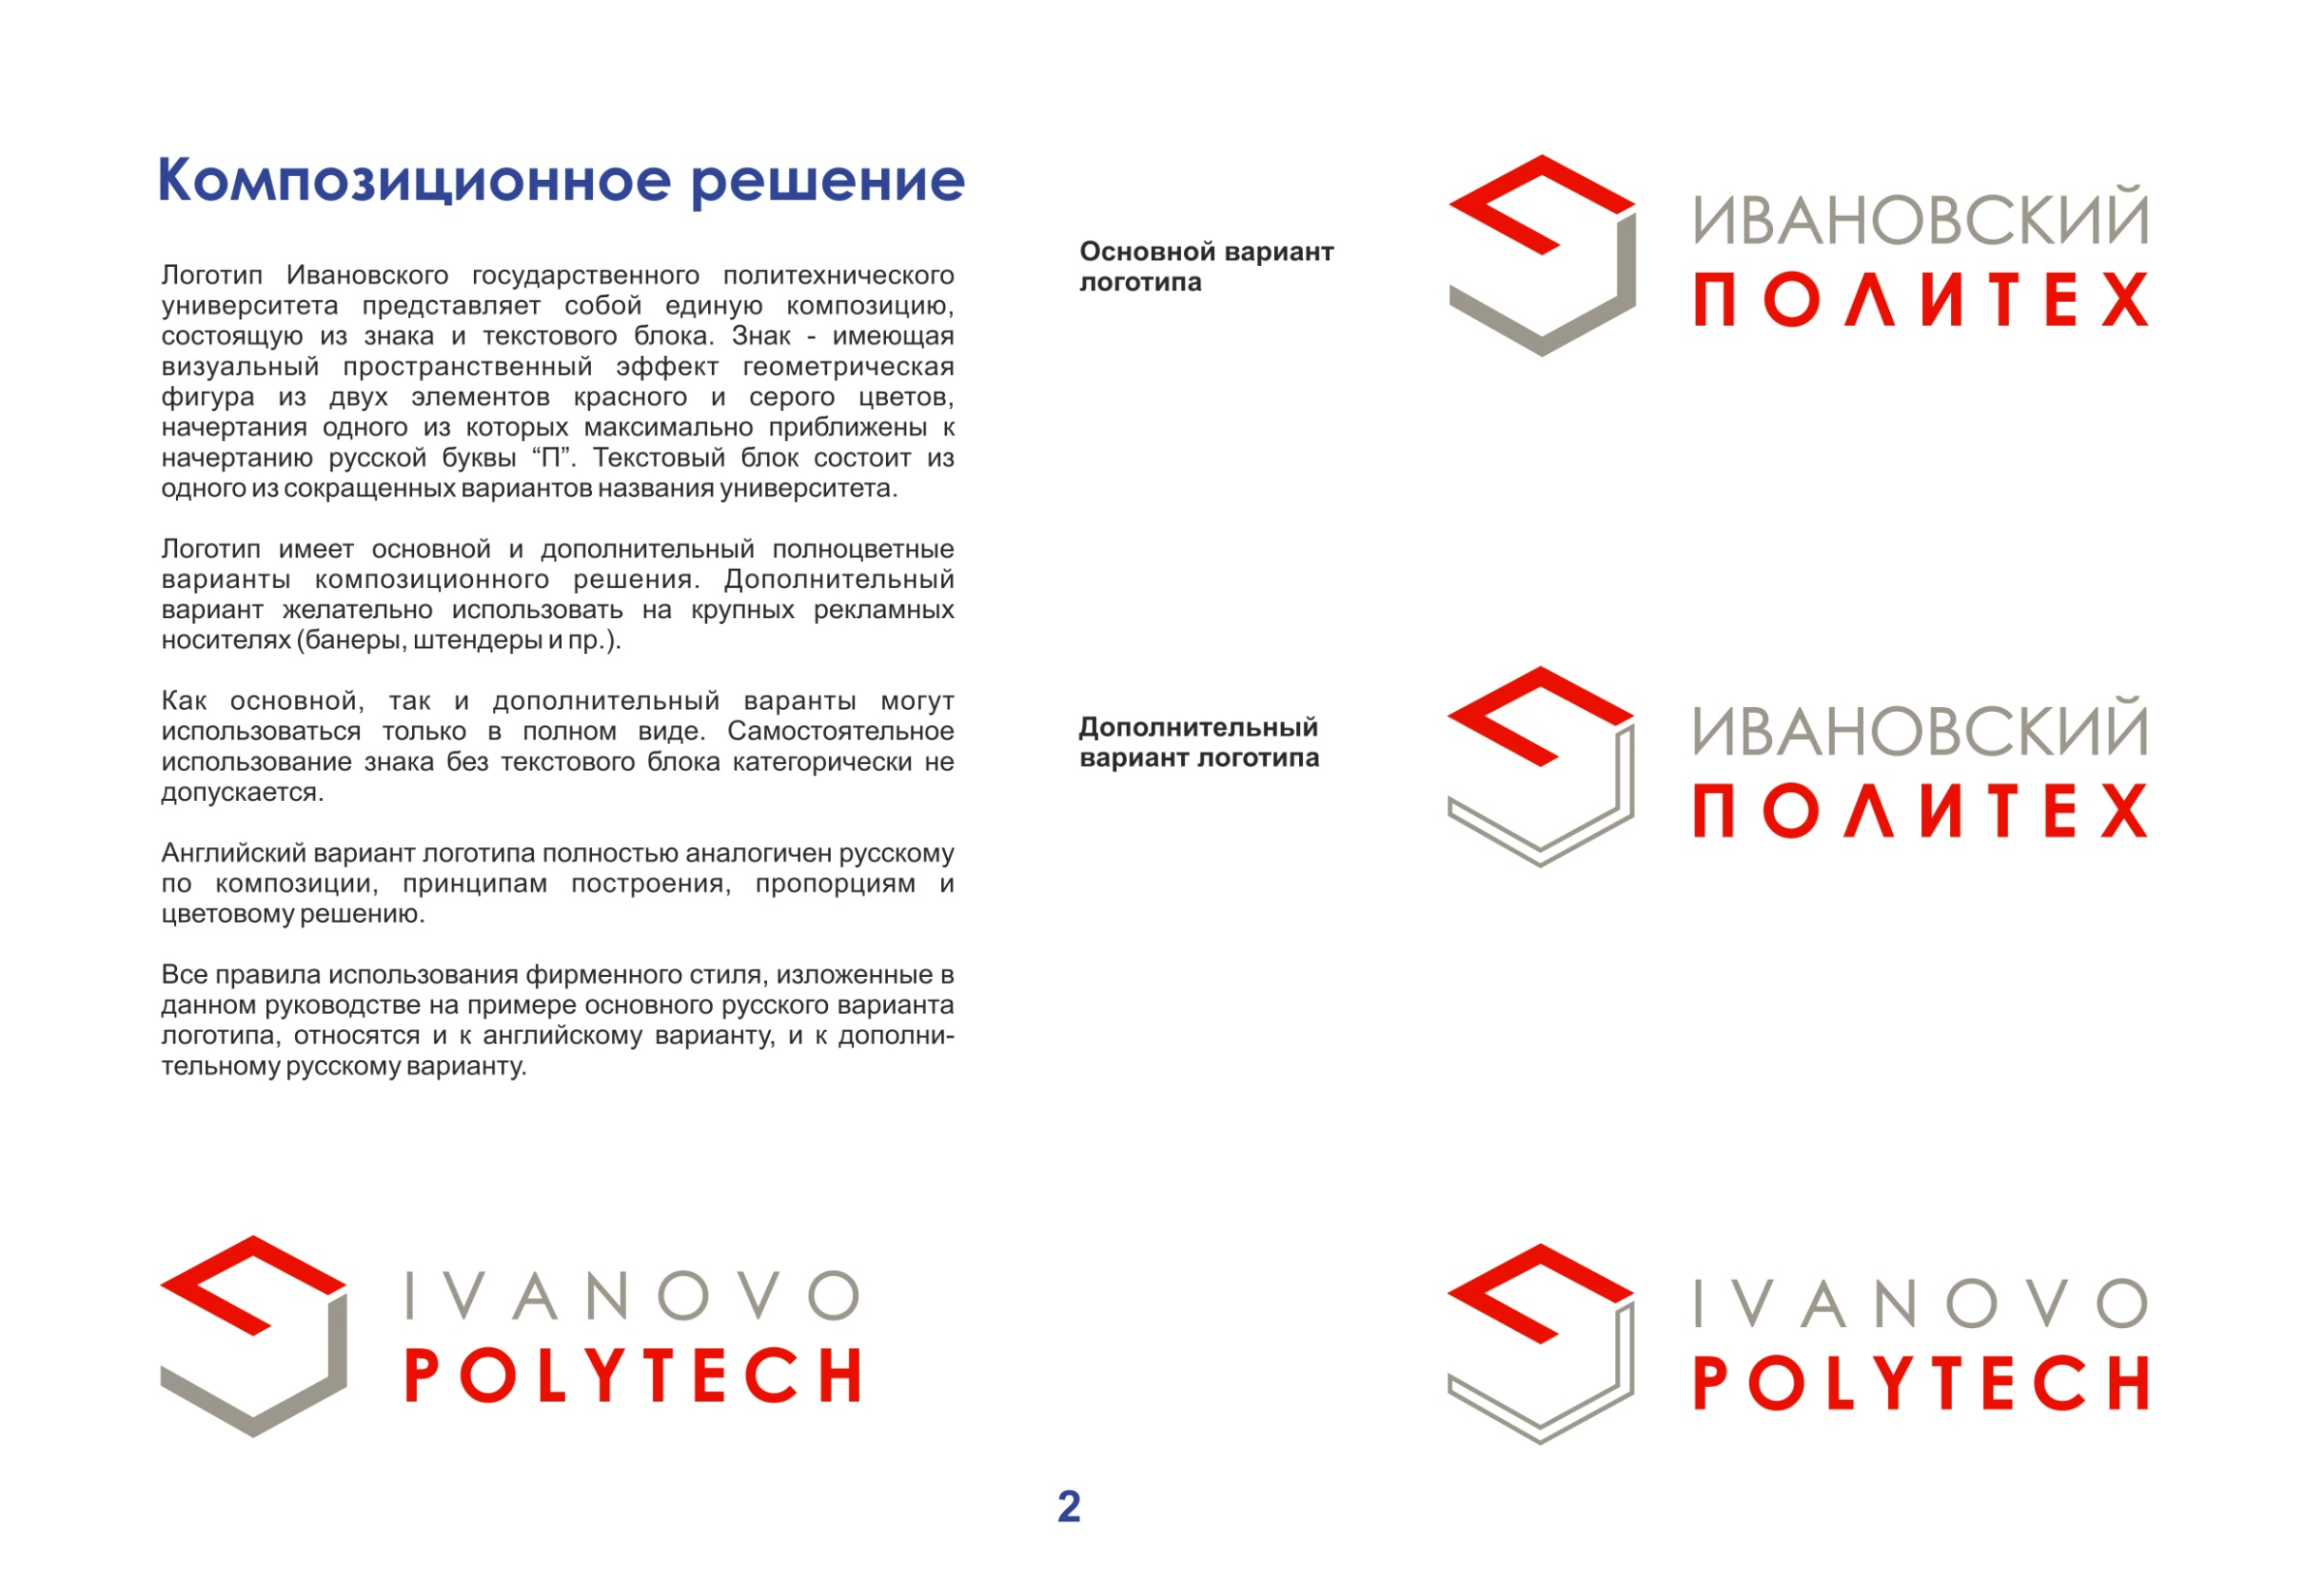 Композиционное решение
Логотип Ивановского государственного политехнического
университета представляет собой единую композицию,
состоящую из знака и текстового блока. Знак - имеющая
визуальный пространственный эффект геометрическая
фигура из двух элементов красного и серого цветов,
начертания одного из которых максимально приближены к
начертанию русской буквы “П”. Текстовый блок состоит из
одного из сокращенных вариантов названия университета.
Логотип имеет основной и дополнительный полноцветные
варианты композиционного решения. Дополнительный
вариант желательно использовать на крупных рекламных
носителях (банеры, штендеры и пр.).
Как основной, так и дополнительный варанты могут
использоваться только в полном виде. Самостоятельное
использование знака без текстового блока категорически не
допускается.
Английский вариант логотипа полностью аналогичен русскому
по композиции, принципам построения, пропорциям и
цветовому решению.
Все правила использования фирменного стиля, изложенные в
данном руководстве на примере основного русского варианта
логотипа, относятся и к английскому варианту, и к дополни-
тельному русскому варианту.
IVANOVO
POLYTECH
Основной вариант
логотипа
ИВАНОВСКИЙ
ПОЛИТЕХ
Дополнительный
вариант логотипа
ИВАНОВСКИЙ
ПОЛИТЕХ
IVANOVO
POLYTECH
2